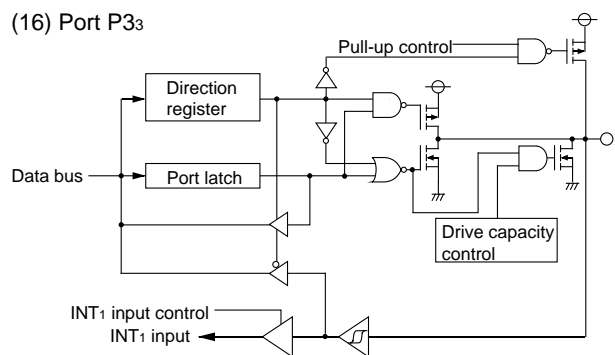 (16) Port P3₃
Pull-up control
Direction
register
Data bus
Port latch
Drive capacity
control
INT₁ input control
INT₁ input